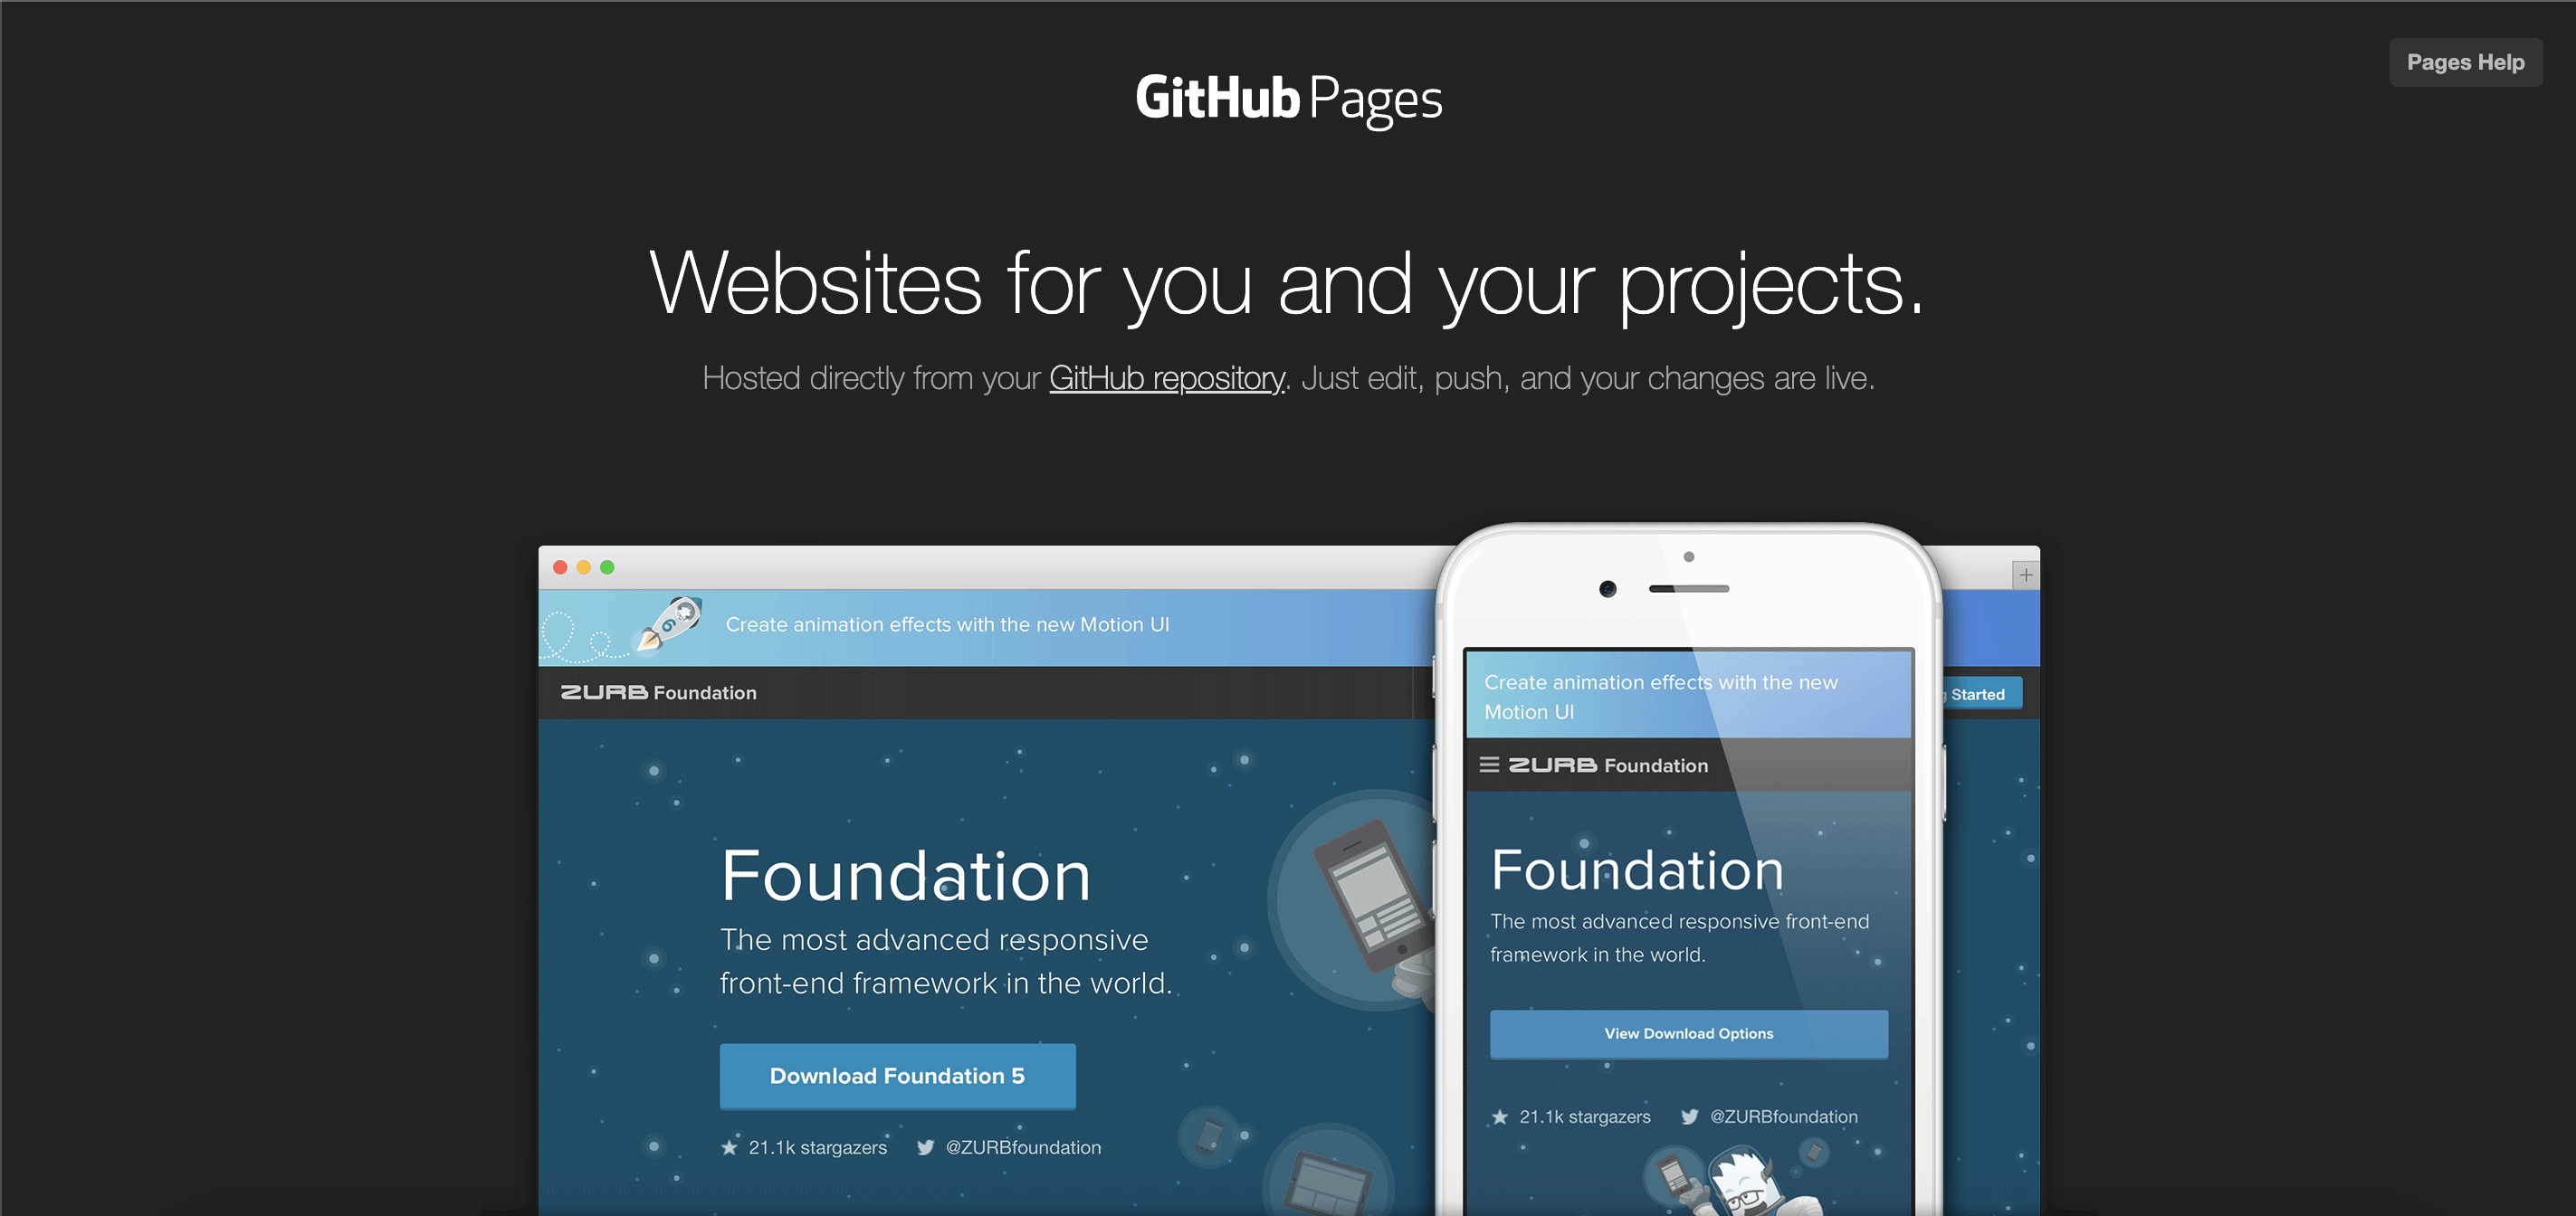 Pages Help
GitHub Pages
Websites for you and your projects.
Hosted directly from your GitHub repository. Just edit, push, and your changes are live.
Create animation effects with the new Motion UI
ZURB Foundation
Started
Foundation
The most advanced responsive
front-end framework in the world.
Download Foundation 5
21.1k stargazers @ZURBfoundation
6
Create animation effects with the new
Motion UI
ZURB Foundation
Foundation
The most advanced responsive front-end
framework in the world.
View Download Options
21.1k stargazers @ZURBfoundation